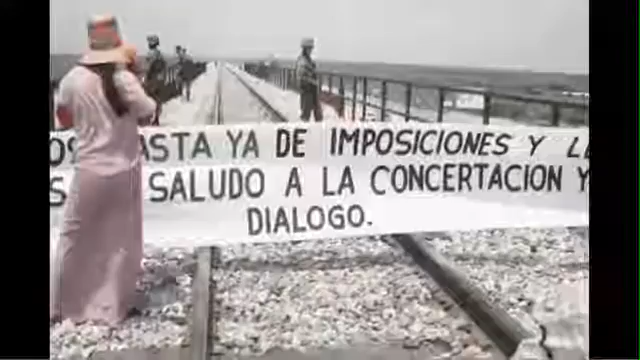 ASTA YA DE IMPOSICIONES Y
SALUDO A LA CONCERTACION Y
DIALOGO.